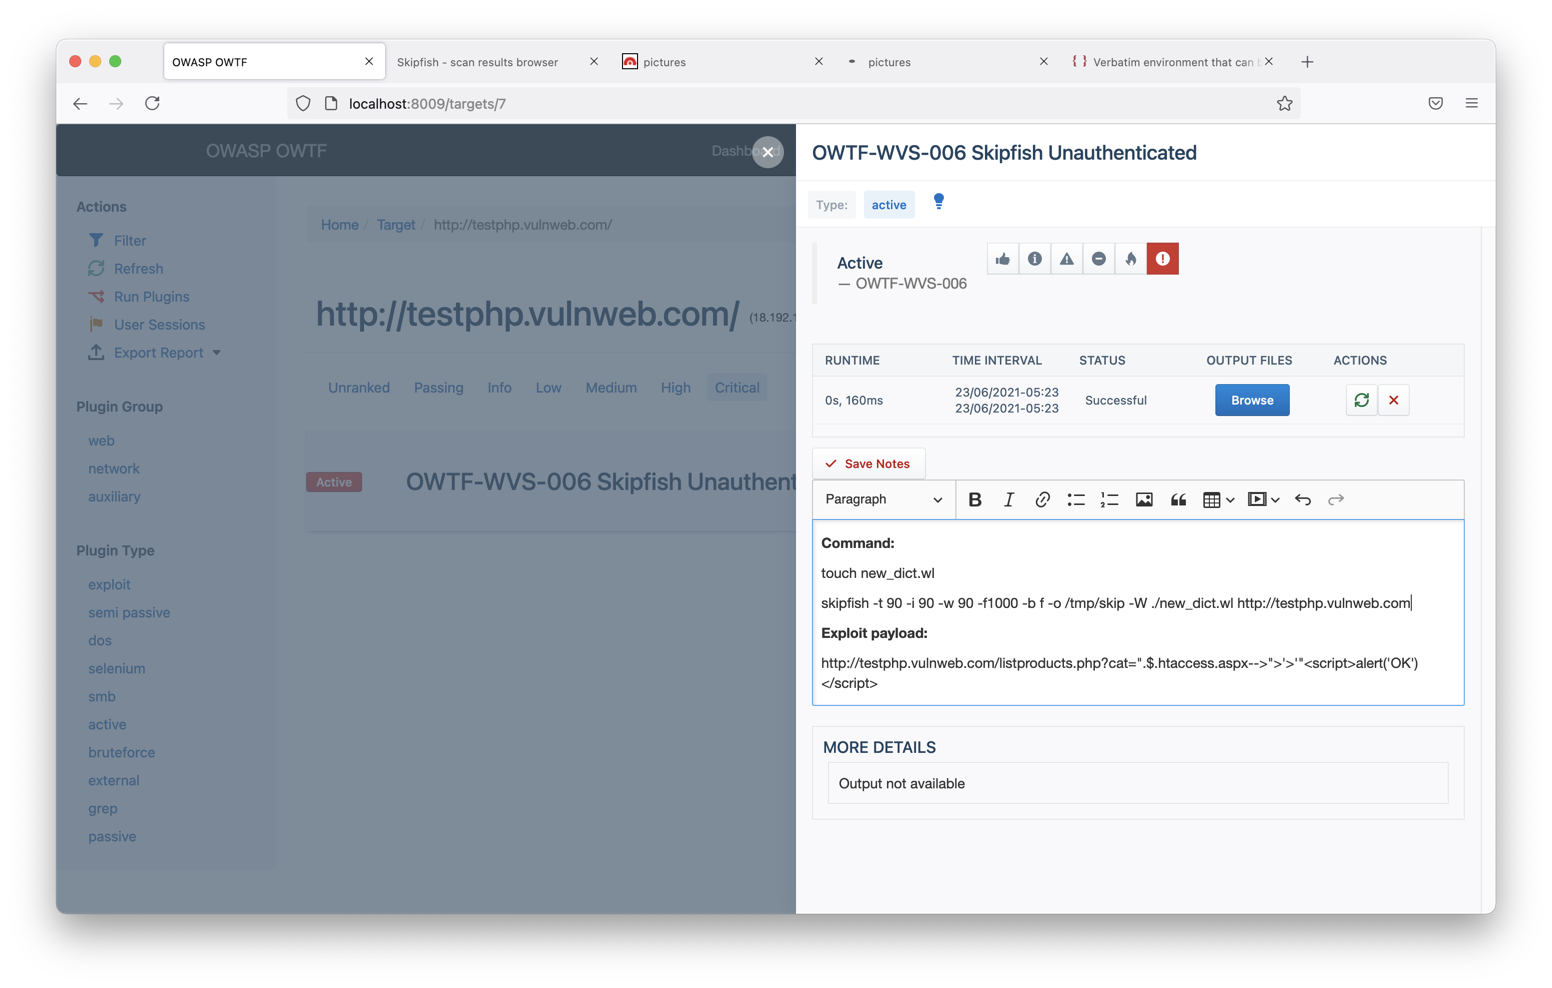 OWASP OWTF
Skipfish - scan results browser
pictures
pictures
Verbatim environment that can
localhost:8009/targets/7
OWASP OWTF
Dashboard
Actions
Filter
Refresh
Run Plugins
User Sessions
Export Report
Plugin Group
web
network
auxiliary
Plugin Type
exploit
semi passive
dos
selenium
smb
active
bruteforce
external
grep
passive
Home / Target / http://testphp.vulnweb.com/
http://testphp.vulnweb.com/ (18.192.1
Unranked Passing Info Low Medium High Critical
Active OWTF-WVS-006 Skipfish Unauthent
OWTF-WVS-006 Skipfish Unauthenticated
Type: active
Active
— OWTF-WVS-006
RUNTIME TIME INTERVAL STATUS OUTPUT FILES ACTIONS
0s, 160ms 23/06/2021-05:23 Successful Browse
23/06/2021-05:23
Save Notes
Paragraph
Command:
touch new_dict.wl
skipfish -t 90 -i 90 -w 90 -f1000 -b f -o /tmp/skip -W ./new_dict.wl http://testphp.vulnweb.com
Exploit payload:
http://testphp.vulnweb.com/listproducts.php?cat=".$.htaccess.aspx-->">'>'"<script>alert('OK')
</script>
MORE DETAILS
Output not available